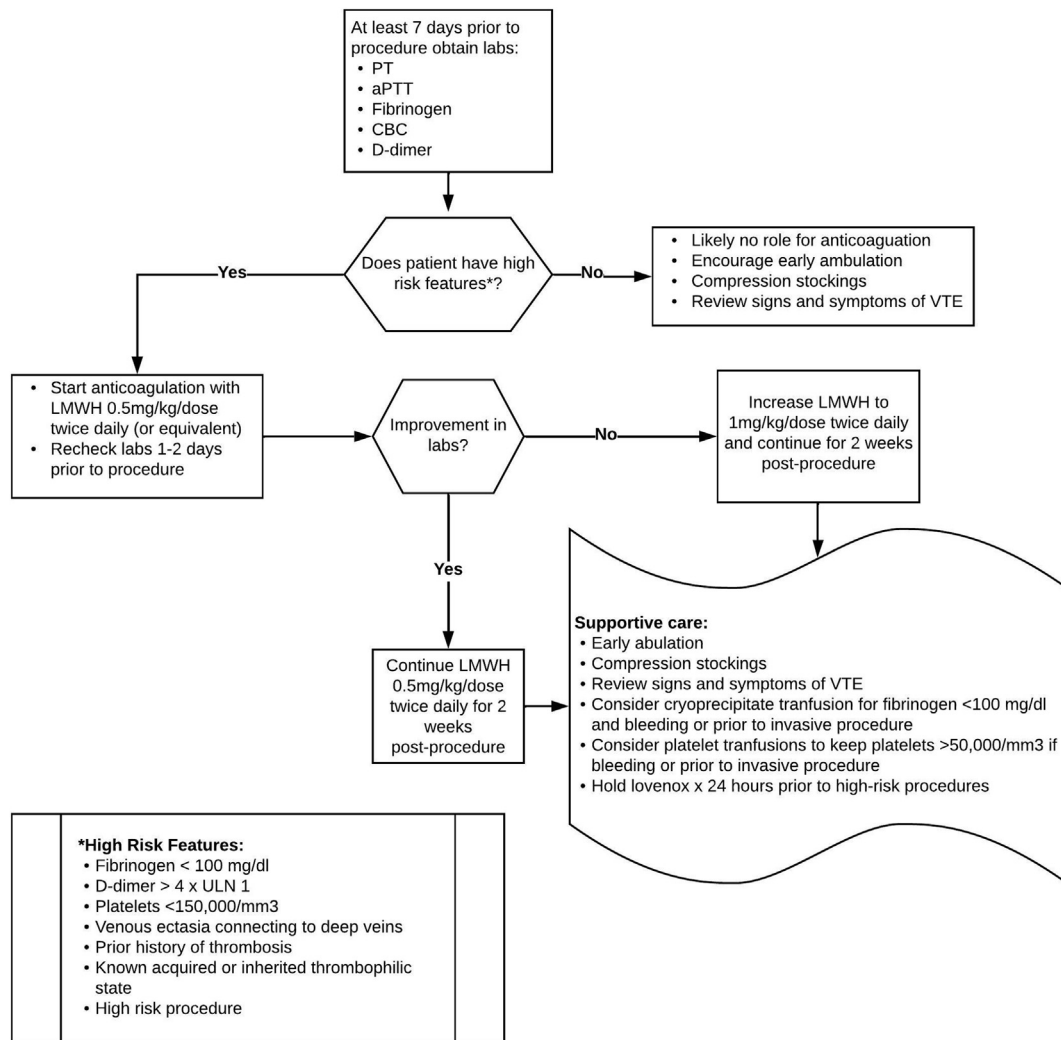 At least 7 days prior to
procedure obtain labs:
• PT
• aPTT
• Fibrinogen
• CBC
• D-dimer
Does patient have high
risk features*?
Yes
No
• Likely no role for anticoaguation
• Encourage early ambulation
• Compression stockings
• Review signs and symptoms of VTE
• Start anticoagulation with
LMWH 0.5mg/kg/dose
twice daily (or equivalent)
• Recheck labs 1-2 days
prior to procedure
Improvement in
labs?
No
Increase LMWH to
1mg/kg/dose twice daily
and continue for 2 weeks
post-procedure
Yes
Continue LMWH
0.5mg/kg/dose
twice daily for 2
weeks
post-procedure
Supportive care:
• Early abulation
• Compression stockings
• Review signs and symptoms of VTE
• Consider cryoprecipitate tranfusion for fibrinogen <100 mg/dl
and bleeding or prior to invasive procedure
• Consider platelet tranfusions to keep platelets >50,000/mm3 if
bleeding or prior to invasive procedure
• Hold lovenox x 24 hours prior to high-risk procedures
*High Risk Features:
• Fibrinogen < 100 mg/dl
• D-dimer > 4 x ULN 1
• Platelets <150,000/mm3
• Venous ectasia connecting to deep veins
• Prior history of thrombosis
• Known acquired or inherited thrombophilic
state
• High risk procedure